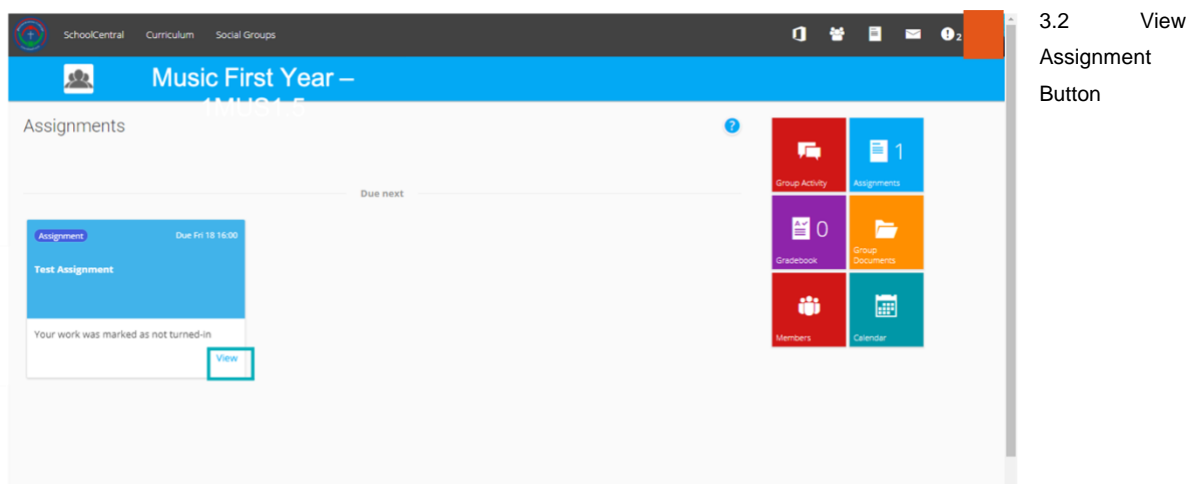 SchoolCentral Curriculum Social Groups
2
Music First Year –
1MUS1.5
Assignments
?
Due next
Assignment Due Fri 18 16:00
Test Assignment
Your work was marked as not turned-in
View
Group Activity
1
Assignments
0
Gradebook
Group
Documents
Members
Calendar
3.2 View
Assignment
Button